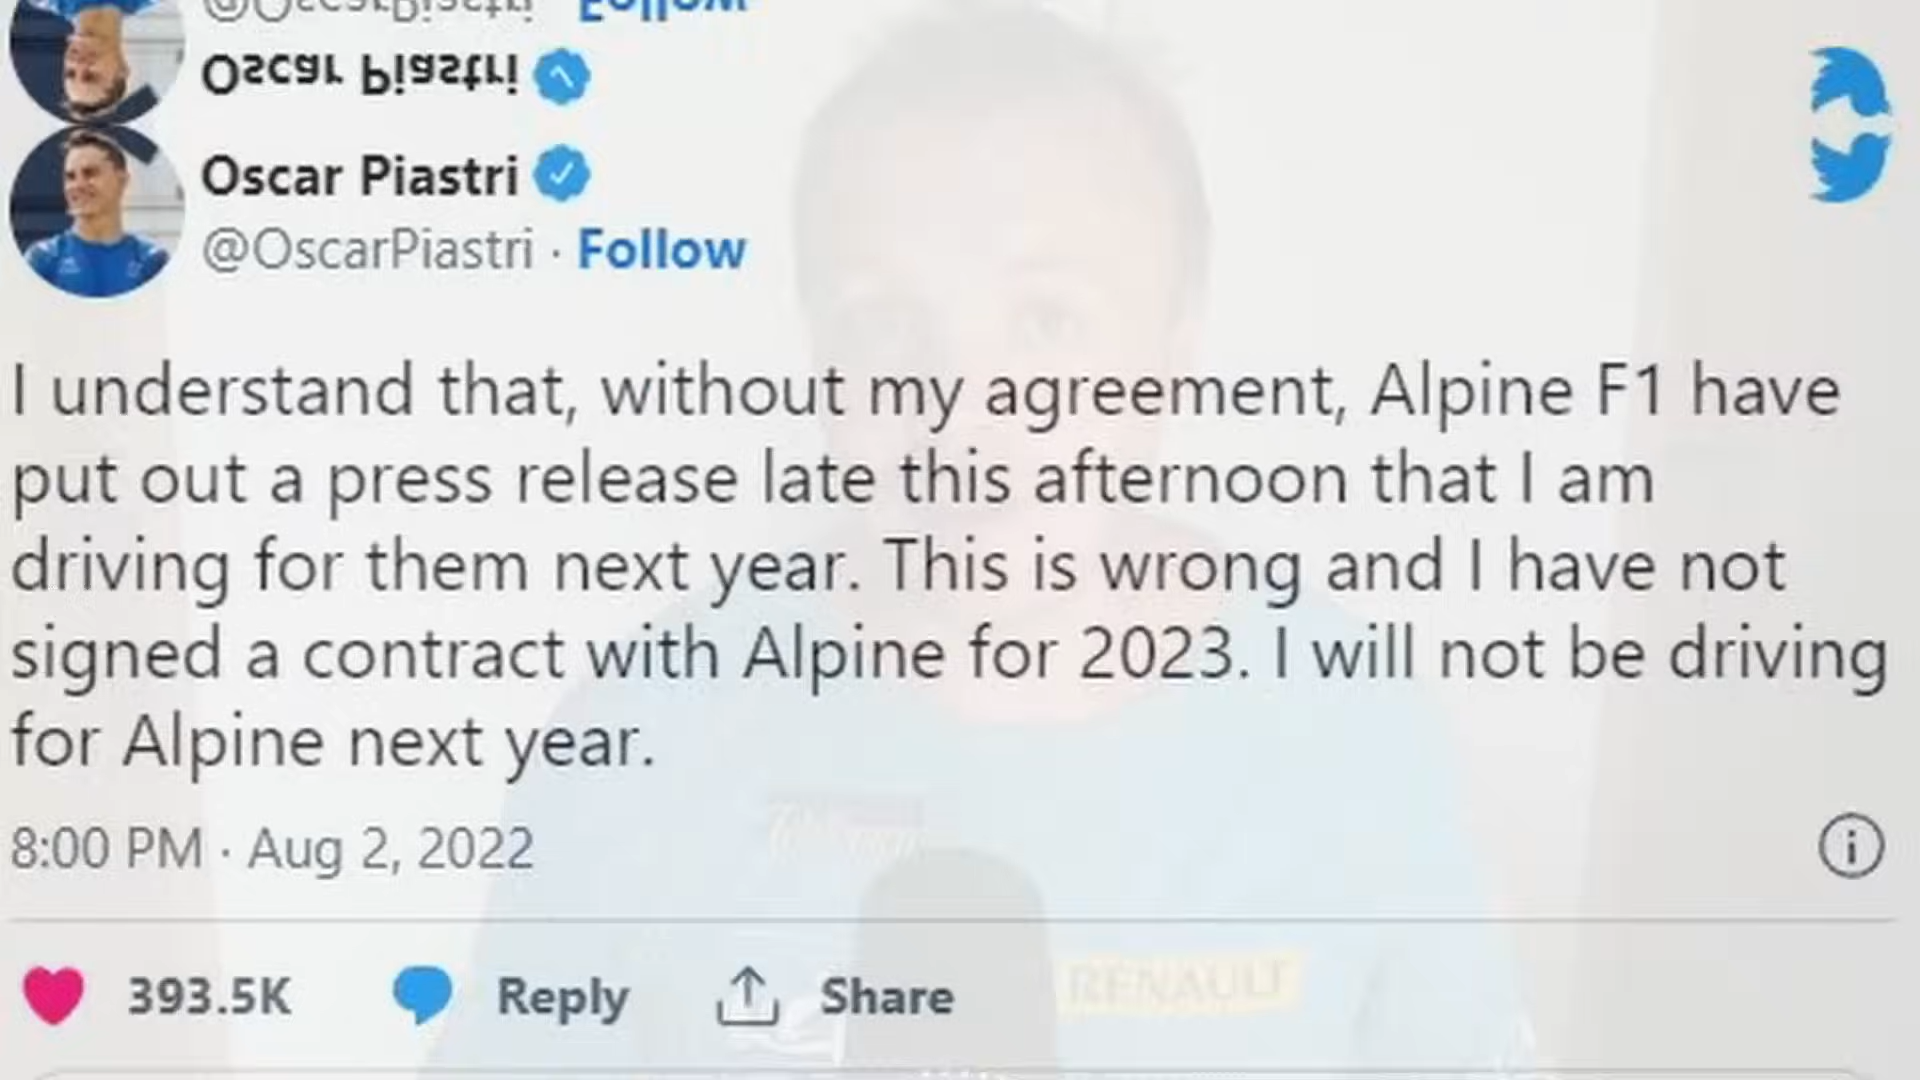 Oscar Piastri
Oscar Piastri
@OscarPiastri · Follow
I understand that, without my agreement, Alpine F1 have
put out a press release late this afternoon that I am
driving for them next year. This is wrong and I have not
signed a contract with Alpine for 2023. I will not be driving
for Alpine next year.
8:00 PM · Aug 2, 2022
393.5K Reply Share
RENAULT